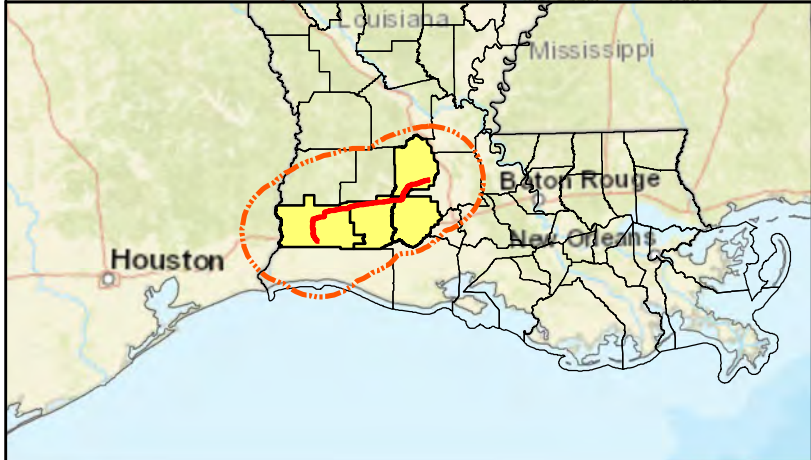 Louisiana
Mississippi
Baton Rouge
New Orleans
Houston